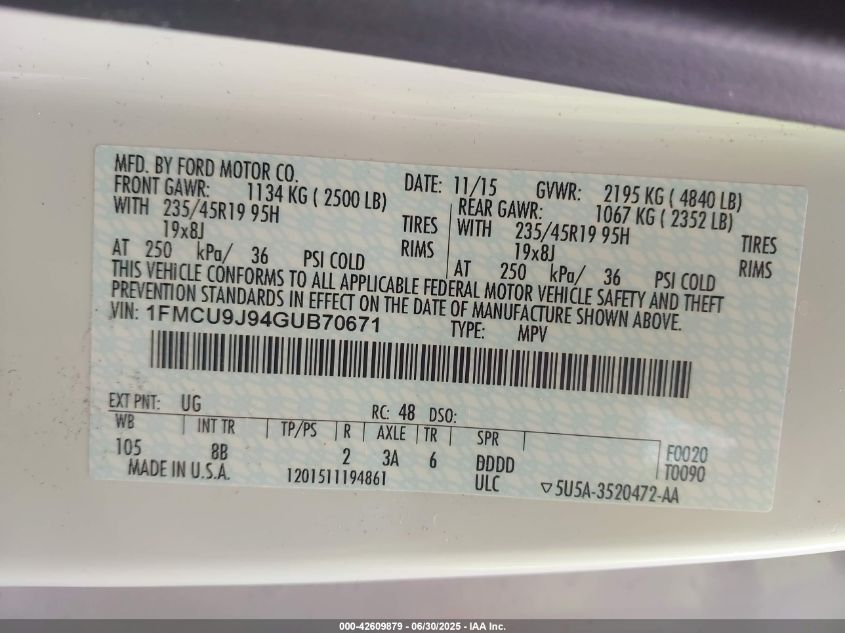 MFD. BY FORD MOTOR CO. DATE: 11/15 GVWR: 2195 KG ( 4840 LB)
FRONT GAWR: 1134 KG ( 2500 LB) REAR GAWR: 1067 KG ( 2352 LB)
WITH 235/45R19 95H TIRES WITH 235/45R19 95H TIRES
19x8J RIMS 19x8J RIMS
AT 250 kPa/ 36 PSI COLD AT 250 kPa/ 36 PSI COLD
THIS VEHICLE CONFORMS TO ALL APPLICABLE FEDERAL MOTOR VEHICLE SAFETY AND THEFT
PREVENTION STANDARDS IN EFFECT ON THE DATE OF MANUFACTURE SHOWN ABOVE.
VIN: 1FMCU9J94GUB70671 TYPE: MPV
EXT PNT: UG RC: 48 DSO:
WB INT TR TP/PS R AXLE TR SPR F0020
105 8B 2 3A 6 DDDD T0090
MADE IN U.S.A. 1201511194861 ULC ▽5U5A-3520472-AA
000-42609879 / 06/30/2025 - IAA Inc.